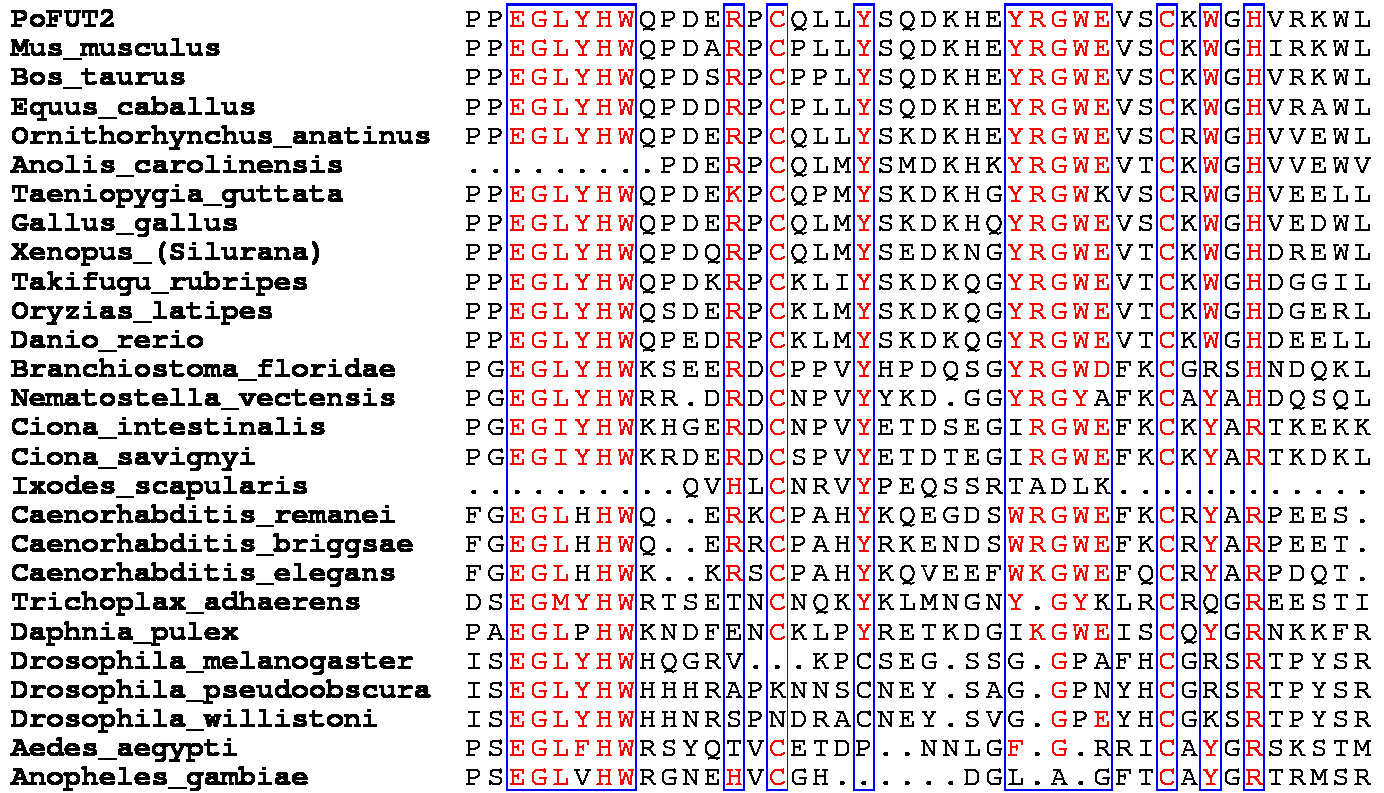 PoFUT2 PPEGLYHWQPDERPCQLLYSQDKHEYRGWEVSCKWGHVRKWL
Mus_musculus PPEGLYHWQPDARPCPLLYSQDKHEYRGWEVSCKWGHIRKWL
Bos_taurus PPEGLYHWQPDSRPCPPLYSQDKHEYRGWEVSCKWGHVRKWL
Equus_caballus PPEGLYHWQPDDRPCPLLYSQDKHEYRGWEVSCKWGHVRAWL
Ornithorhynchus_anatinus PPEGLYHWQPDERPCQLLYSKDKHEYRGWEVSCRWGHVVEWL
Anolis_carolinensis .........PDERPCQLMYSMDKHKYRGWEVTCKWGHVVEWV
Taeniopygia_guttata PPEGLYHWQPDEKPCQPMYSKDKHGYRGWKVSCRWGHVEELL
Gallus_gallus PPEGLYHWQPDERPCQLMYSKDKHQYRGWEVSCKWGHVEDWL
Xenopus_(Silurana) PPEGLYHWQPDQRPCQLMYSEDKNGYRGWEVTCKWGHDREWL
Takifugu_rubripes PPEGLYHWQPDKRPCKLIYSKDKQGYRGWEVTCKWGHDGGIL
Oryzias_latipes PPEGLYHWQSDERPCKLMYSKDKQGYRGWEVTCKWGHDGERL
Danio_rerio PPEGLYHWQPEDRPCKLMYSKDKQGYRGWEVTCKWGHDEELL
Branchiostoma_floridae PGEGLYHWKSEERDCPPVYHPDQSGYRGWDFKCGRSHNDQKL
Nematostella_vectensis PGEGLYHWRR.DRDCNPVYYKD.GGYRGYAFKCAYAHDQSQL
Ciona_intestinalis PGEGIYHWKHGERDCNPVYETDSEGIRGWEFKCKYARTKEKK
Ciona_savignyi PGEGIYHWKRDERDCSPVYETDTEGIRGWEFKCKYARTKDKL
Ixodes_scapularis ..........QVHLCNRVYPEQSSRTADLK............
Caenorhabditis_remanei FGEGLHHWQ..ERKCPAHYKQEGDSWRGWEFKCRYARPEES.
Caenorhabditis_briggsae FGEGLHHWQ..ERRCPAHYRKENDSWRGWEFKCRYARPEET.
Caenorhabditis_elegans FGEGLHHWK..KRSCPAHYKQVEEFWKGWEFQCRYARPDQT.
Trichoplax_adhaerens DSEGMYHWRTSETNCNQKYKLMNGNY.GYKLRCRQGREESTI
Daphnia_pulex PAEGLPHWKNDFENCKLPYRETKDGIKGWEISCQYGRNKKFR
Drosophila_melanogaster ISEGLYHWHQGRV...KPCSEG.SSG.GPAFHCGRSRTPYSR
Drosophila_pseudoobscura ISEGLYHWHHHRAPKNNSCNEY.SAG.GPNYHCGRSRTPYSR
Drosophila_willistoni ISEGLYHWHHNRSPNDRACNEY.SVG.GPEYHCGKSRTPYSR
Aedes_aegypti PSEGLFHWRSYQTVCETDP..NNLGF.G.RRICAYGRSKSTM
Anopheles_gambiae PSEGLVHWRGNEHVCGH......DGL.A.GFTCAYGRTRMSR